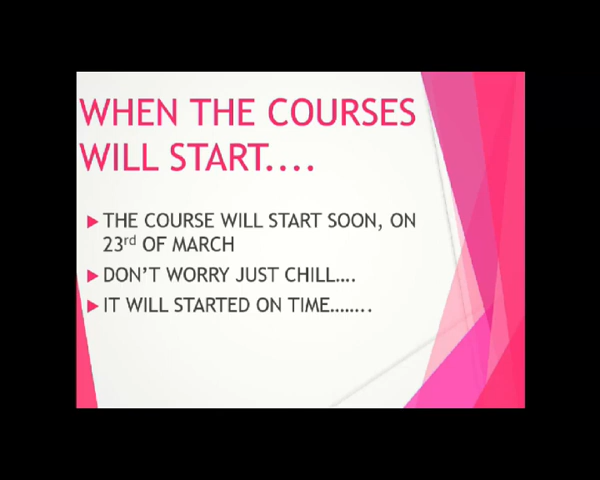 WHEN THE COURSES
WILL START....
THE COURSE WILL START SOON, ON
23rd OF MARCH
DON'T WORRY JUST CHILL....
IT WILL STARTED ON TIME........